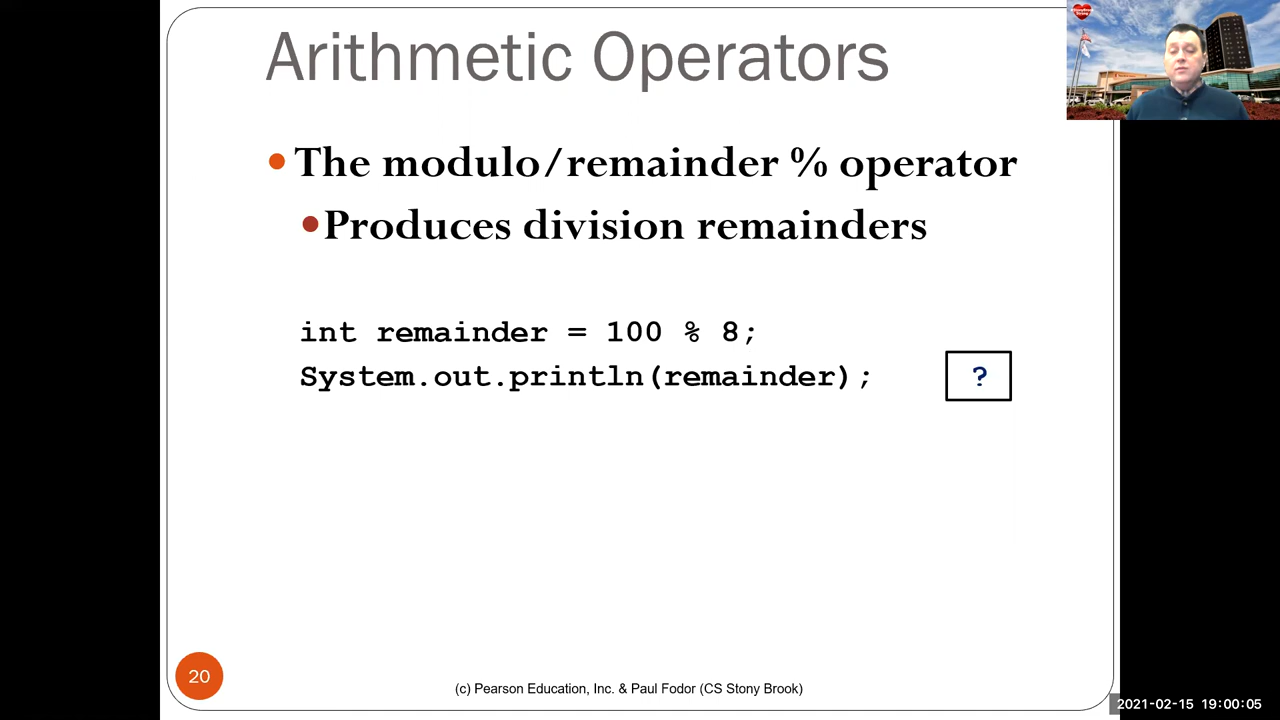 Arithmetic Operators
The modulo/remainder % operator
Produces division remainders
int remainder = 100 % 8;
System.out.println(remainder);
?
20
(c) Pearson Education, Inc. & Paul Fodor (CS Stony Brook)
2021-02-15 19:00:05